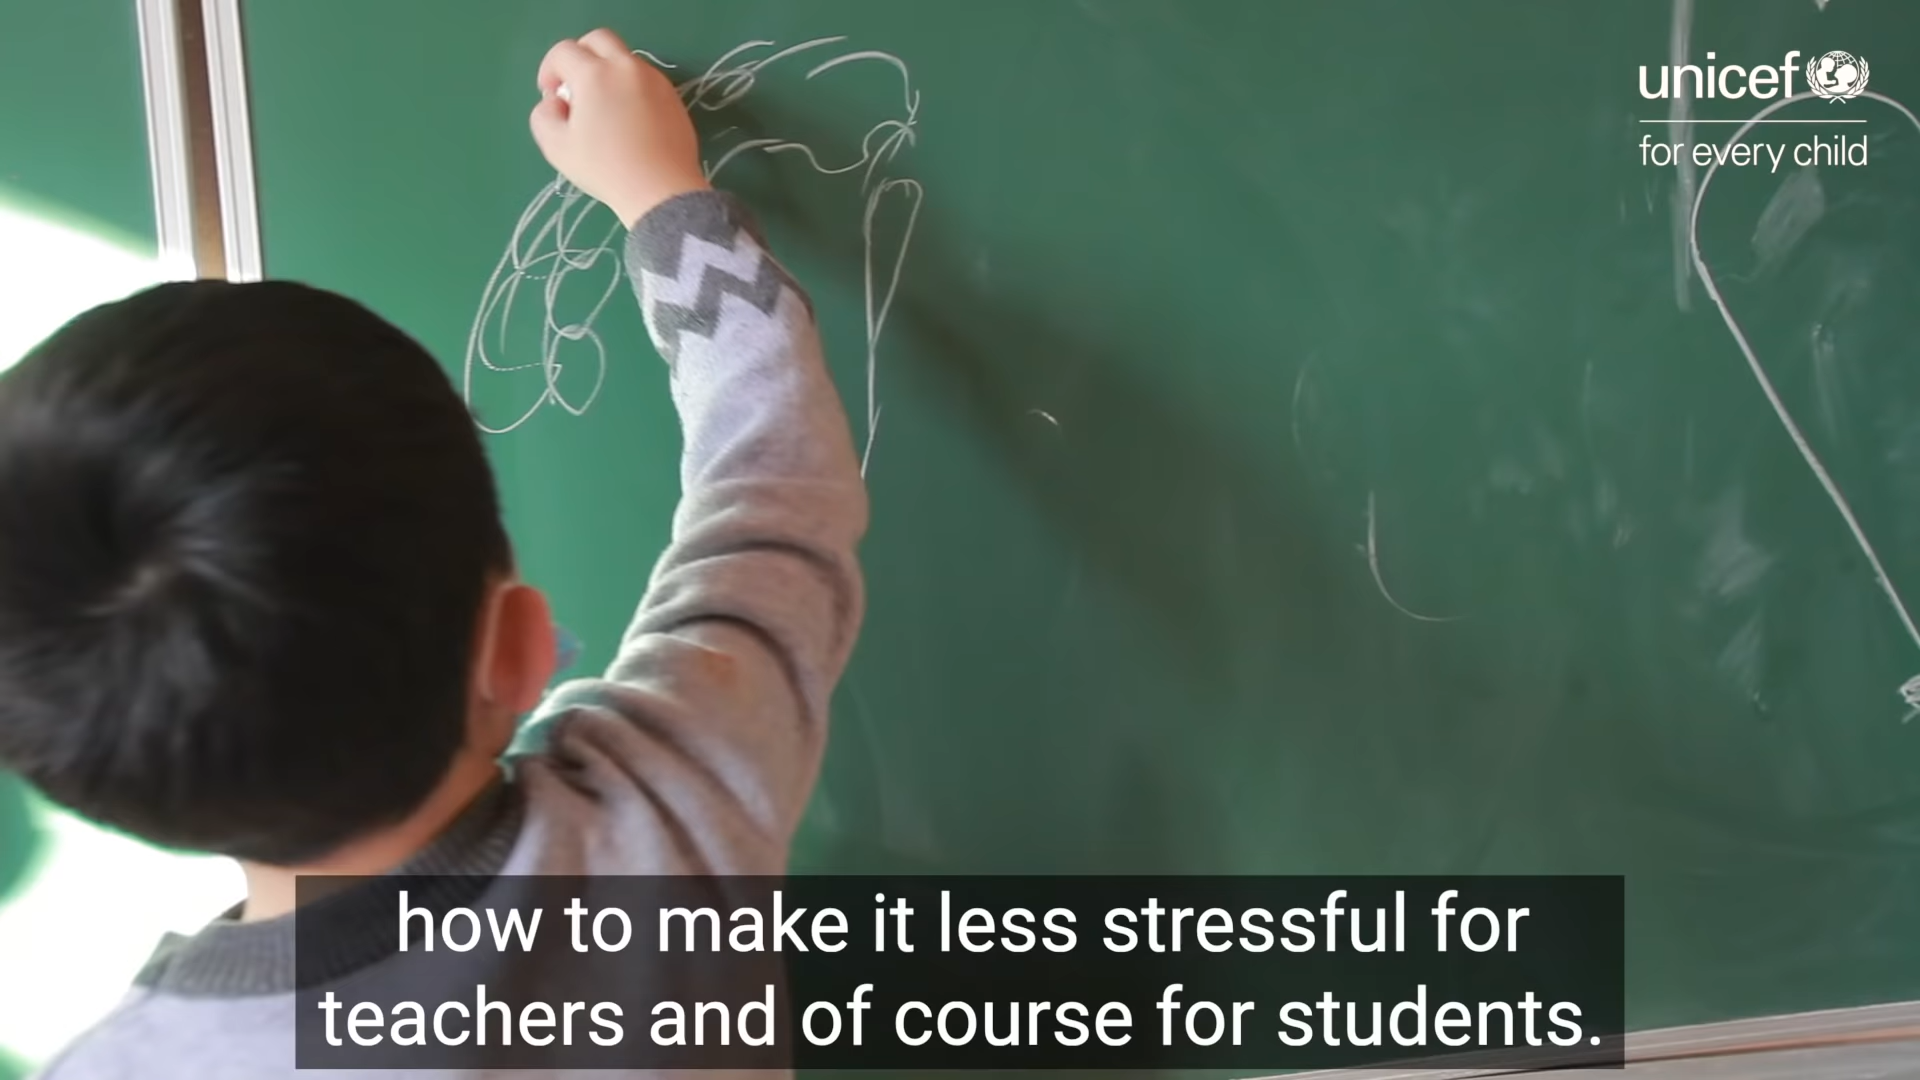 unicef
for every child
how to make it less stressful for
teachers and of course for students.